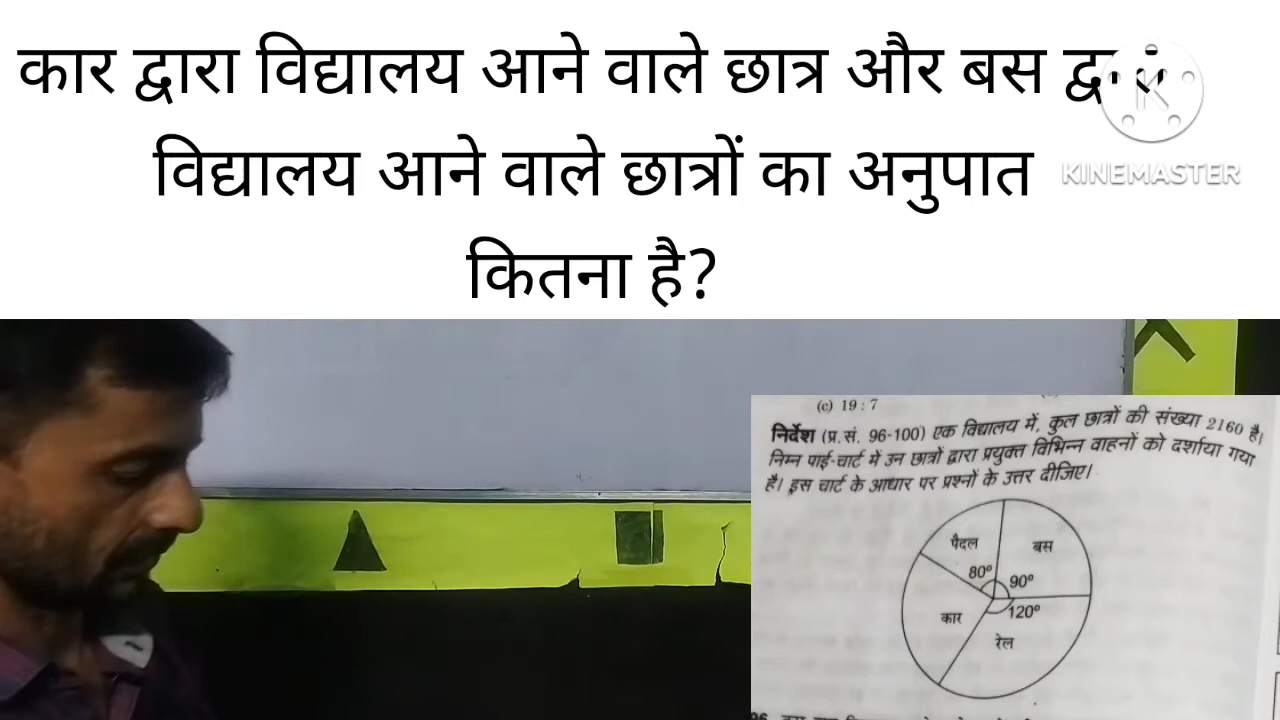 कार द्वारा विद्यालय आने वाले छात्र और बस
विद्यालय आने वाले छात्रों का अनुपात
कितना है?
KINEMASTER
(c) 19 : 7
निर्देश (प्र.सं. 96-100) एक विद्यालय में, कुल छात्रों की संख्या 2160 है।
निम्न पाई-चार्ट में उन छात्रों द्वारा प्रयुक्त विभिन्न वाहनों को दर्शाया गया
है। इस चार्ट के आधार पर प्रश्नों के उत्तर दीजिए।
पैदल
बस
80°
90°
कार
120°
रेल